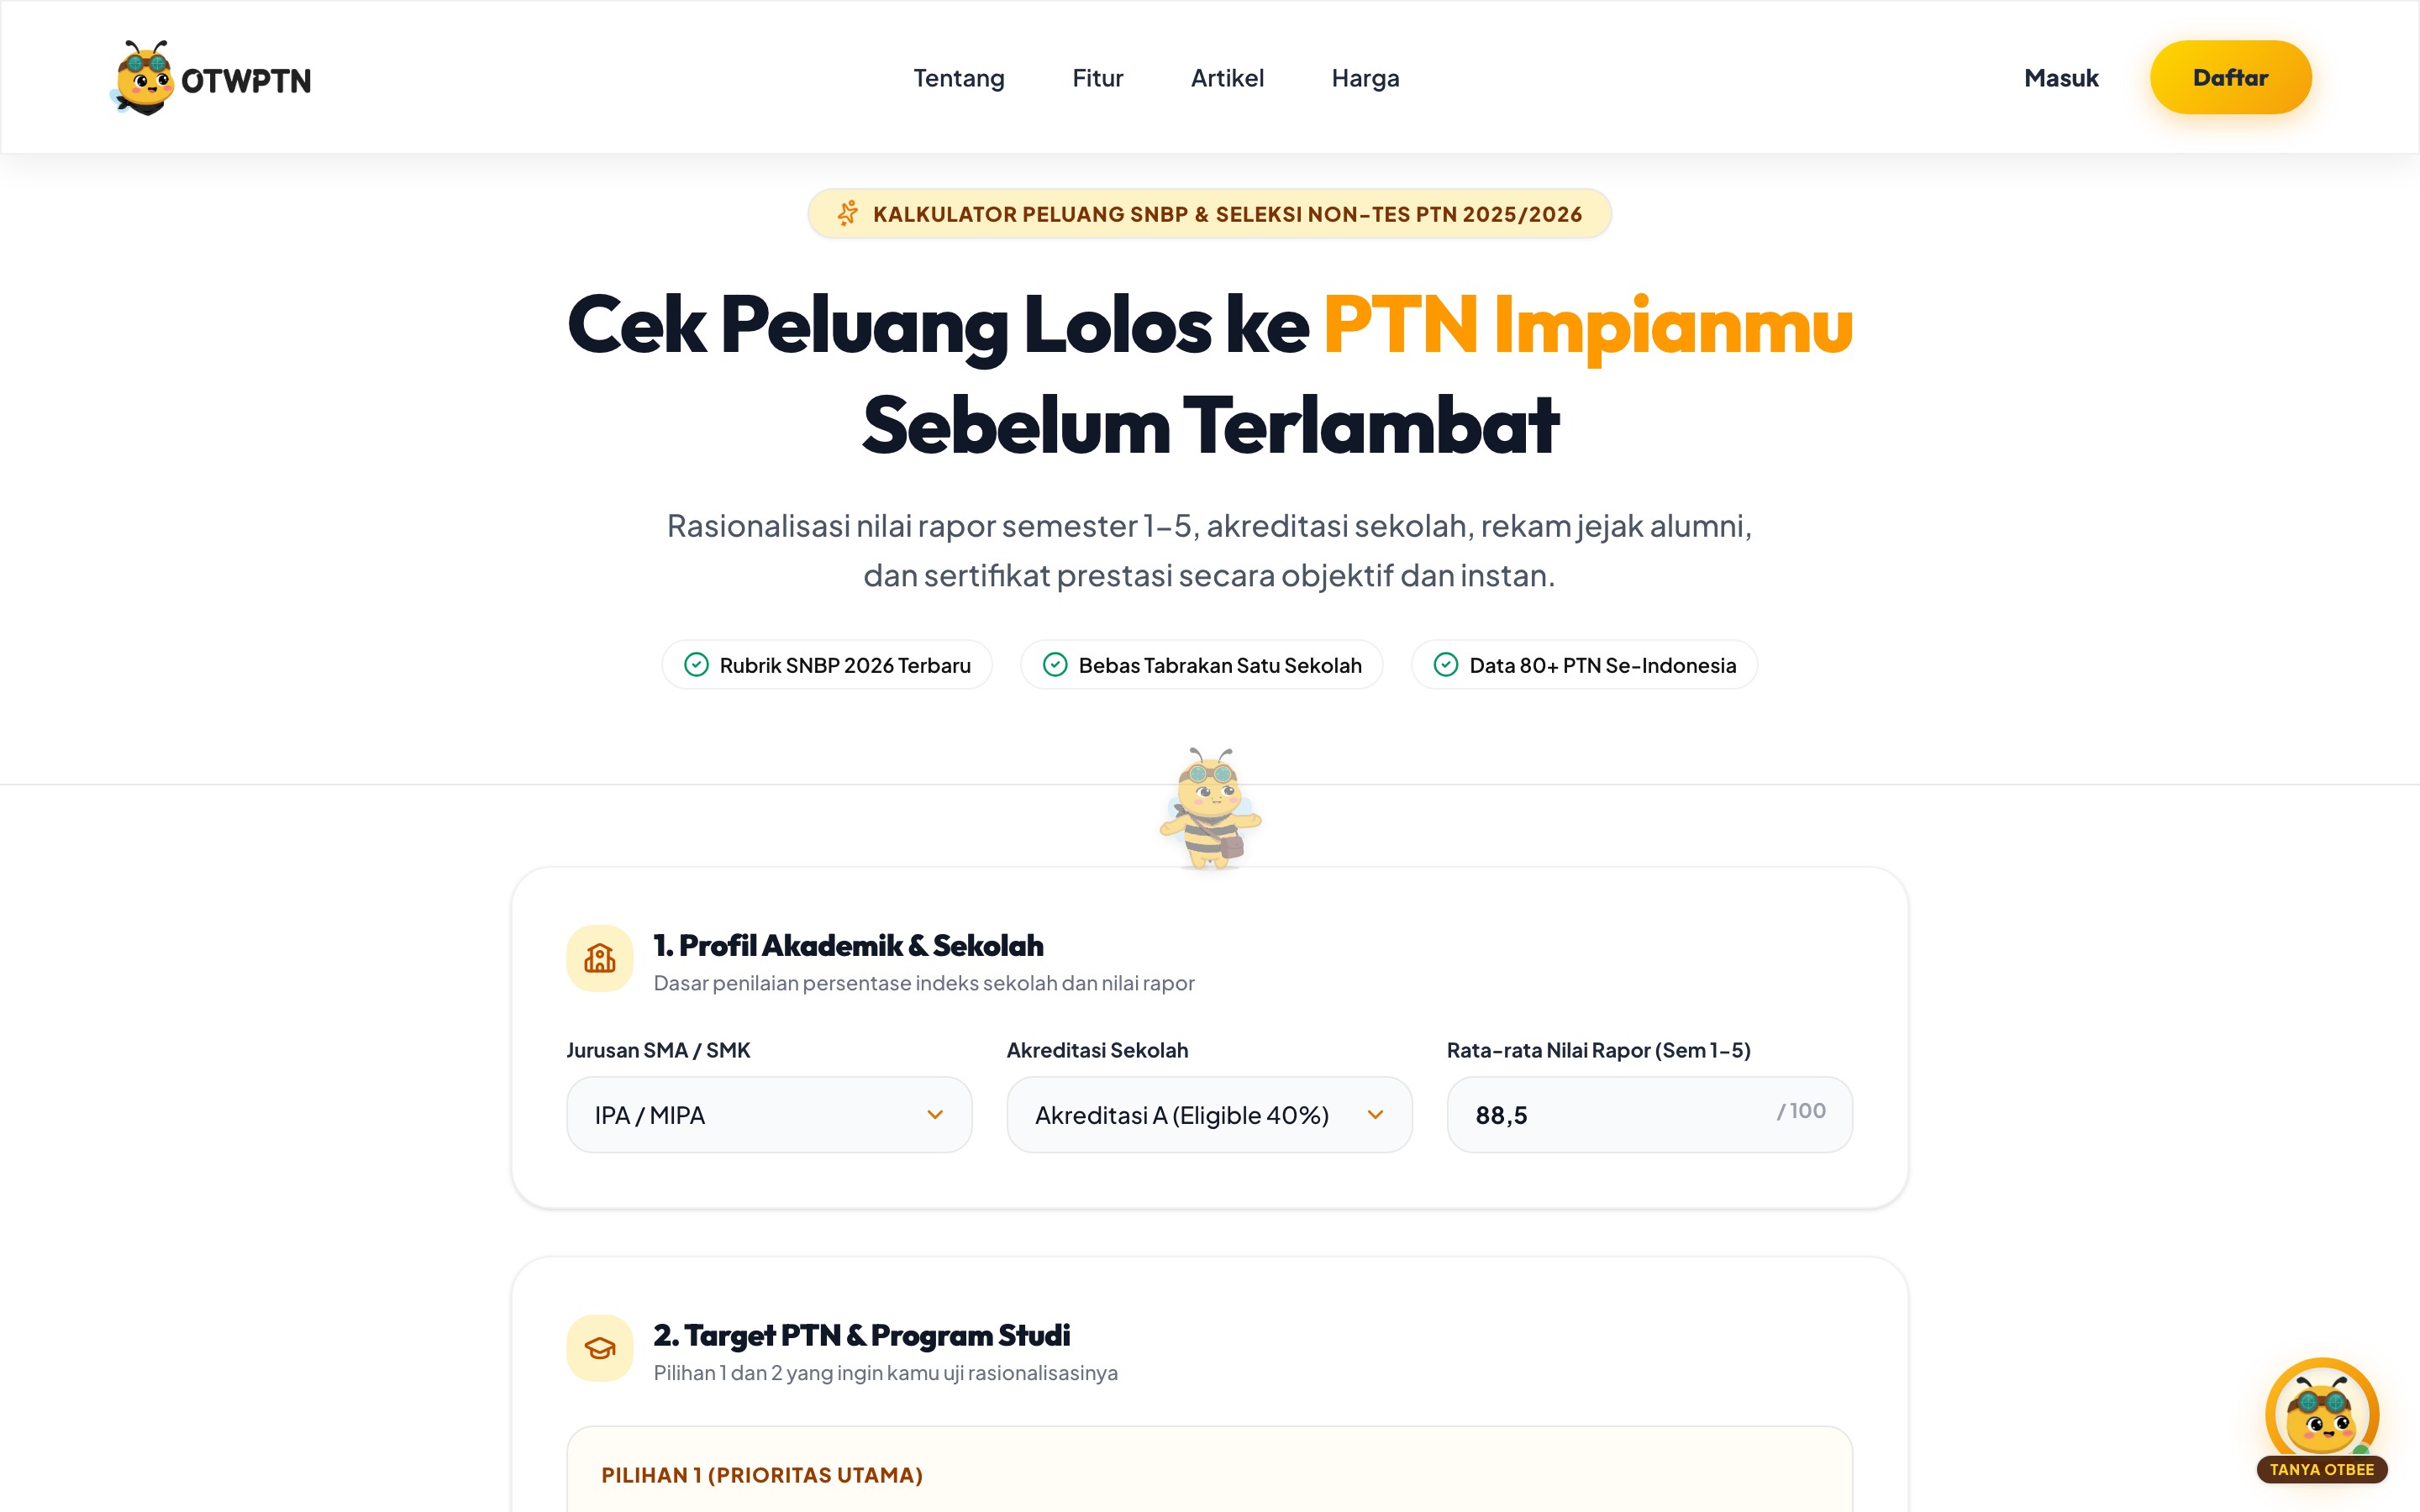 OTWPTN
Tentang
Fitur
Artikel
Harga
Masuk
Daftar
KALKULATOR PELUANG SNBP & SELEKSI NON-TES PTN 2025/2026
Cek Peluang Lolos ke PTN Impianmu
Sebelum Terlambat
Rasionalisasi nilai rapor semester 1–5, akreditasi sekolah, rekam jejak alumni,
dan sertifikat prestasi secara objektif dan instan.
Rubrik SNBP 2026 Terbaru
Bebas Tabrakan Satu Sekolah
Data 80+ PTN Se-Indonesia
1. Profil Akademik & Sekolah
Dasar penilaian persentase indeks sekolah dan nilai rapor
Jurusan SMA / SMK
Akreditasi Sekolah
Rata-rata Nilai Rapor (Sem 1-5)
IPA / MIPA
Akreditasi A (Eligible 40%)
88,5
/ 100
2. Target PTN & Program Studi
Pilihan 1 dan 2 yang ingin kamu uji rasionalisasinya
PILIHAN 1 (PRIORITAS UTAMA)
TANYA OTBEE